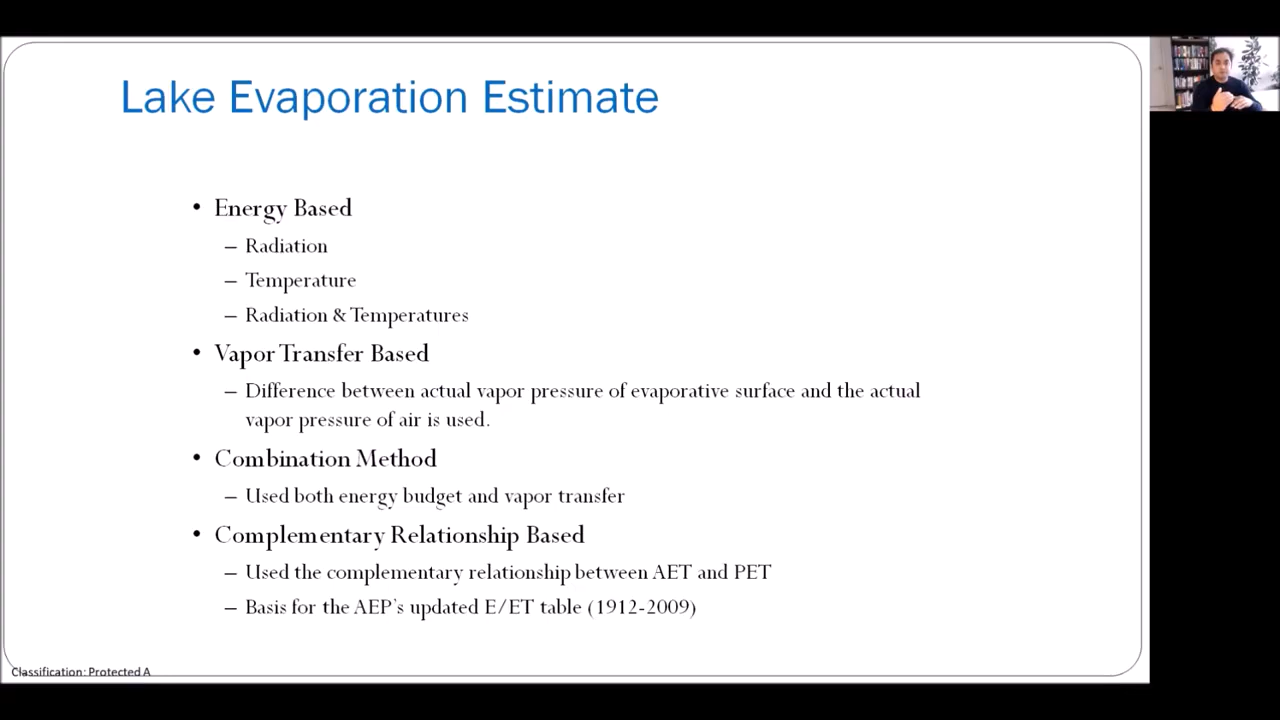 Lake Evaporation Estimate
• Energy Based
– Radiation
– Temperature
– Radiation & Temperatures
• Vapor Transfer Based
– Difference between actual vapor pressure of evaporative surface and the actual
vapor pressure of air is used.
• Combination Method
– Used both energy budget and vapor transfer
• Complementary Relationship Based
– Used the complementary relationship between AET and PET
– Basis for the AEP’s updated E/ET table (1912-2009)
Classification: Protected A